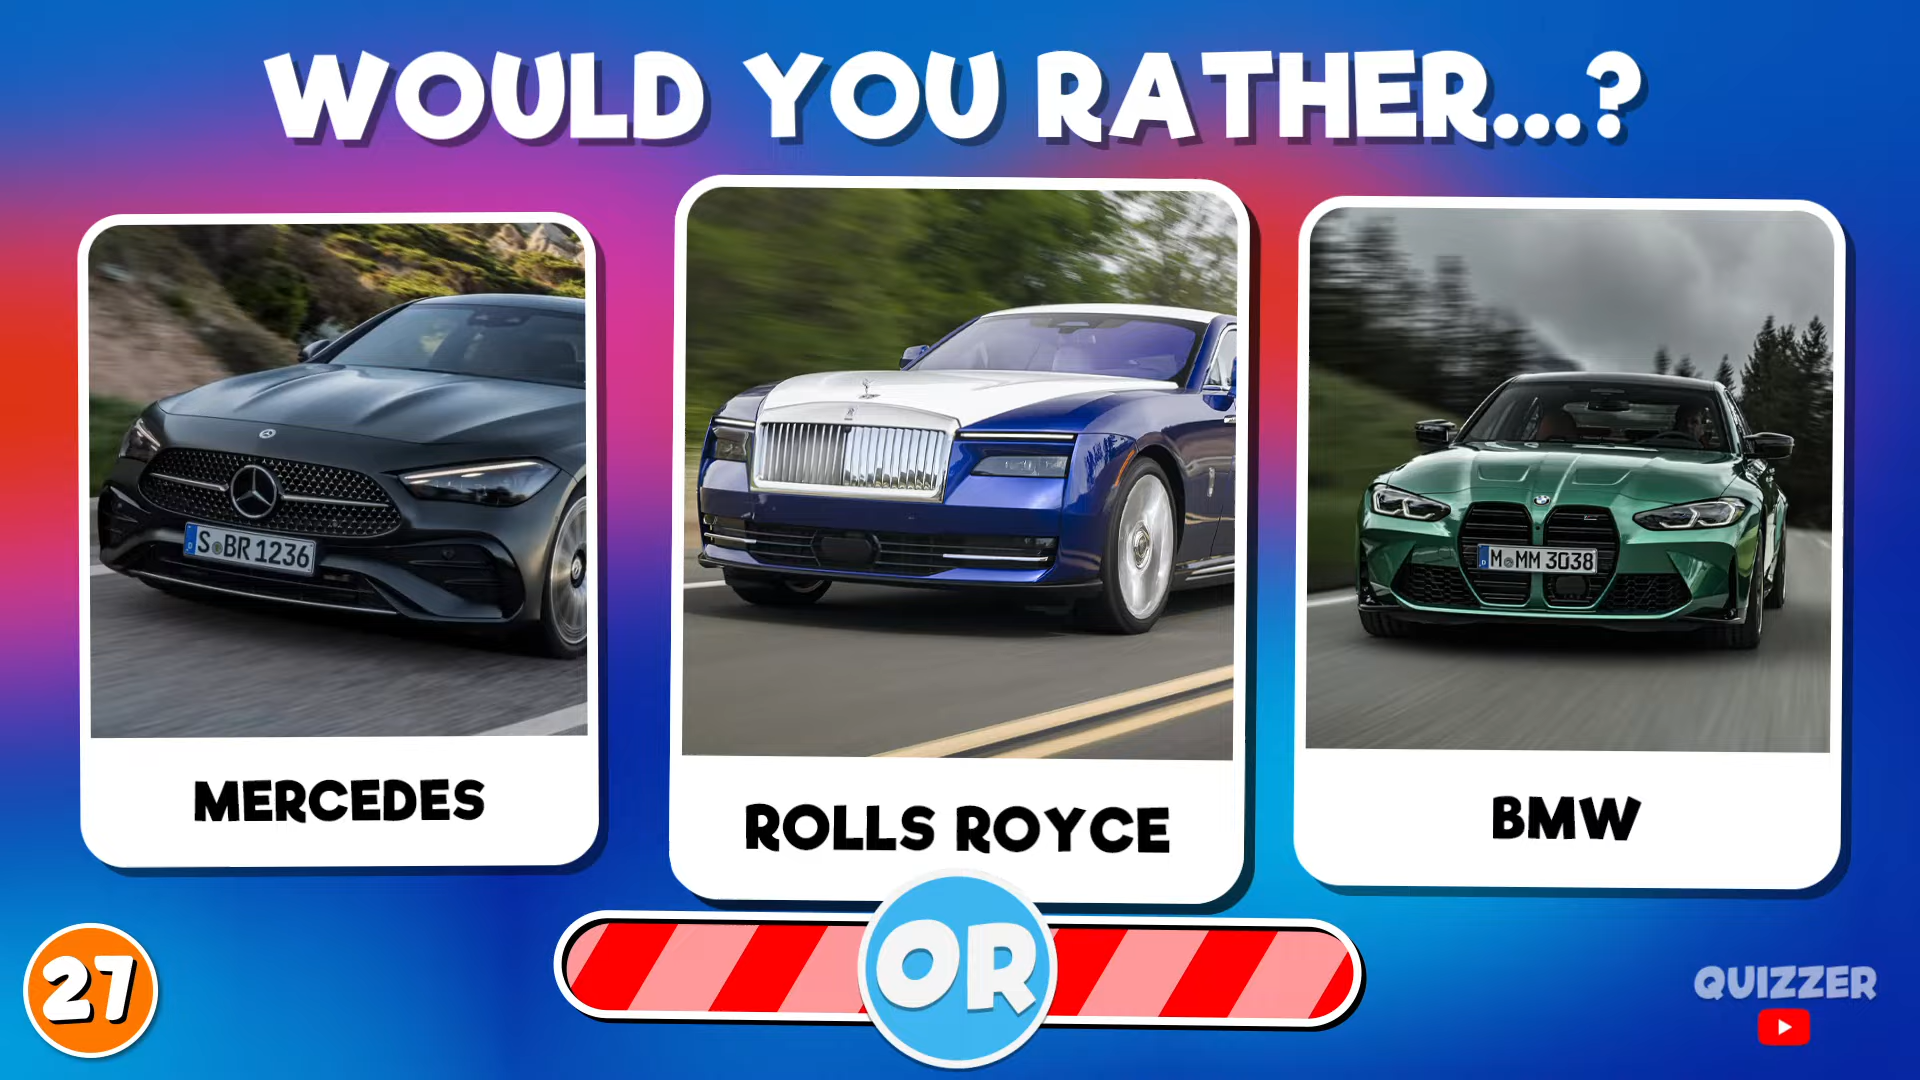 WOULD YOU RATHER...?
S BR 1236
M MM 3038
MERCEDES
ROLLS ROYCE
BMW
OR
27
QUIZZER